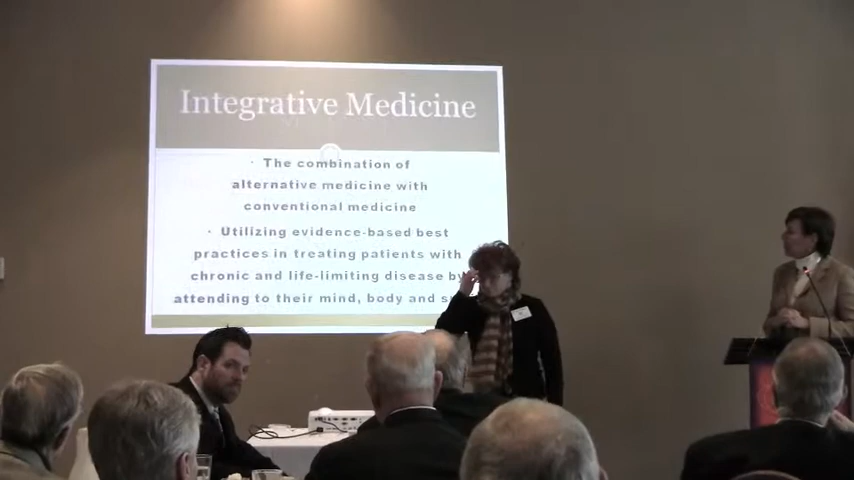 Integrative Medicine
· The combination of
alternative medicine with
conventional medicine
· Utilizing evidence-based best
practices in treating patients with
chronic and life-limiting disease by
attending to their mind, body and